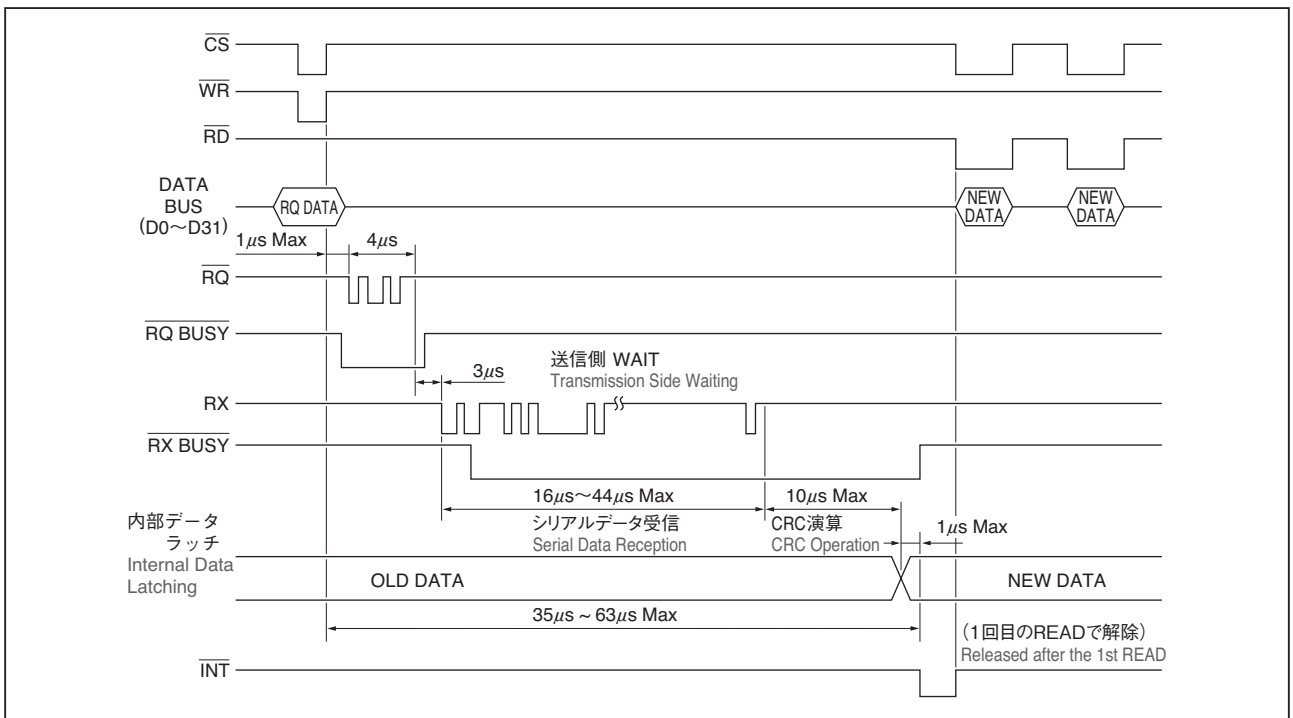 CS
WR
RD
DATA
BUS
(D0～D31)
RQ DATA
NEW
DATA
NEW
DATA
1μs Max
4μs
RQ
RQ BUSY
3μs
送信側 WAIT
Transmission Side Waiting
RX
RX BUSY
16μs～44μs Max
10μs Max
シリアルデータ受信
Serial Data Reception
CRC演算
CRC Operation
1μs Max
内部データ
ラッチ
Internal Data
Latching
OLD DATA
NEW DATA
35μs ~ 63μs Max
(1回目のREADで解除)
Released after the 1st READ
INT